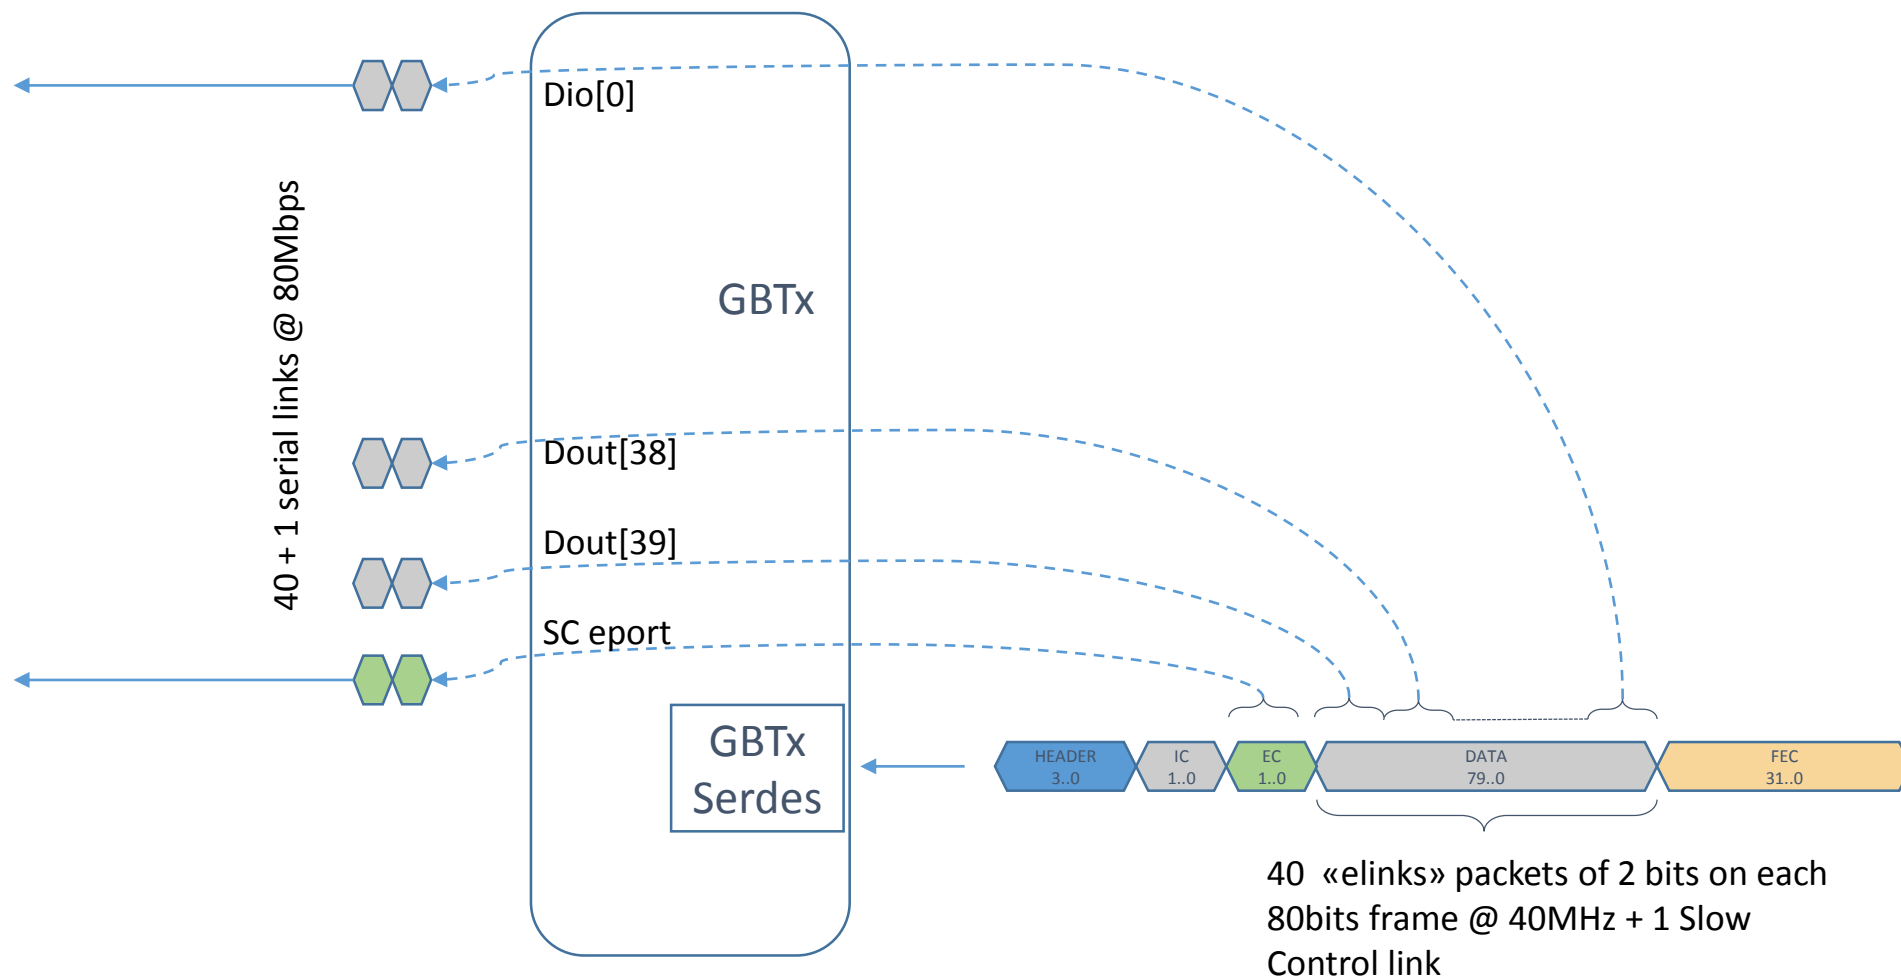 Dio[0]
40 + 1 serial links @ 80Mbps
GBTx
Dout[38]
Dout[39]
SC eport
GBTx
Serdes
HEADER
3..0
IC
1..0
EC
1..0
DATA
79..0
FEC
31..0
40 «elinks» packets of 2 bits on each
80bits frame @ 40MHz + 1 Slow
Control link